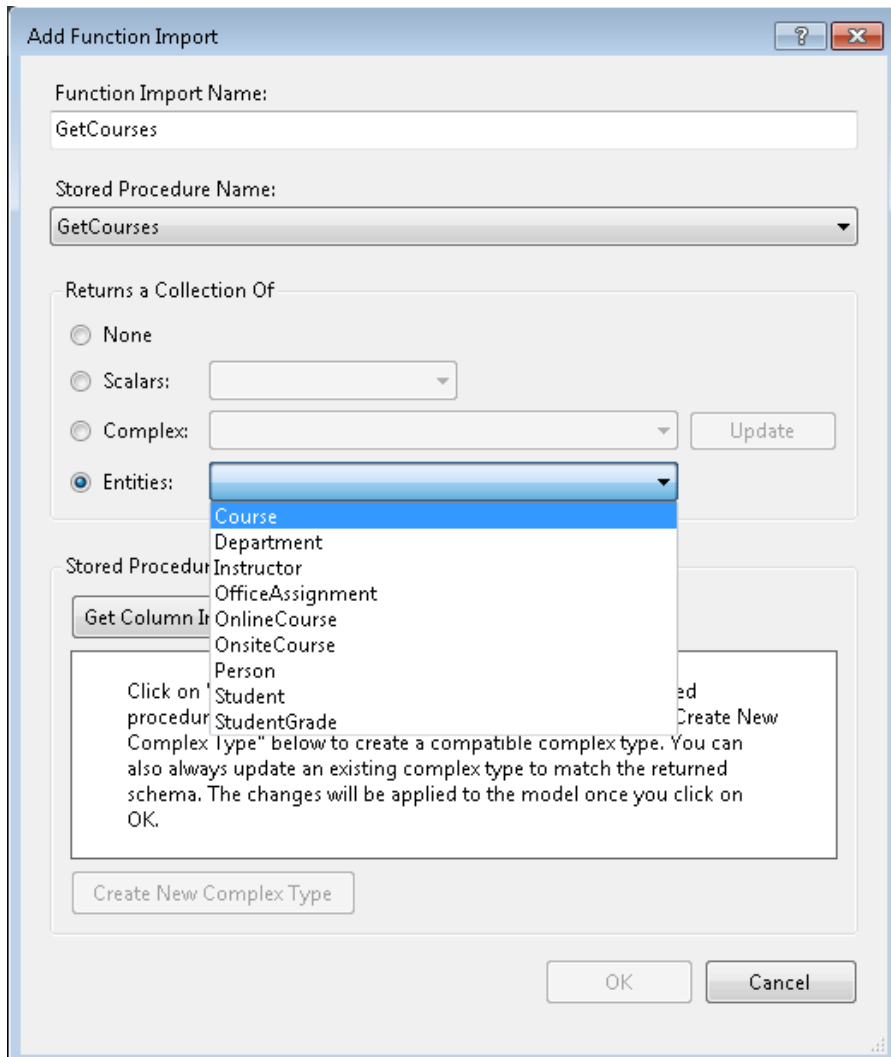 Add Function Import
Function Import Name:
GetCourses
Stored Procedure Name:
GetCourses
Returns a Collection Of
None
Scalars:
Complex:
Update
Entities:
Course
Department
Instructor
OfficeAssignment
OnlineCourse
OnsiteCourse
Person
Student
StudentGrade
Stored
Get Column
Click on
Create New
Complex Type" below to create a compatible complex type. You can
also always update an existing complex type to match the returned
schema. The changes will be applied to the model once you click on
OK.
Create New Complex Type
OK
Cancel